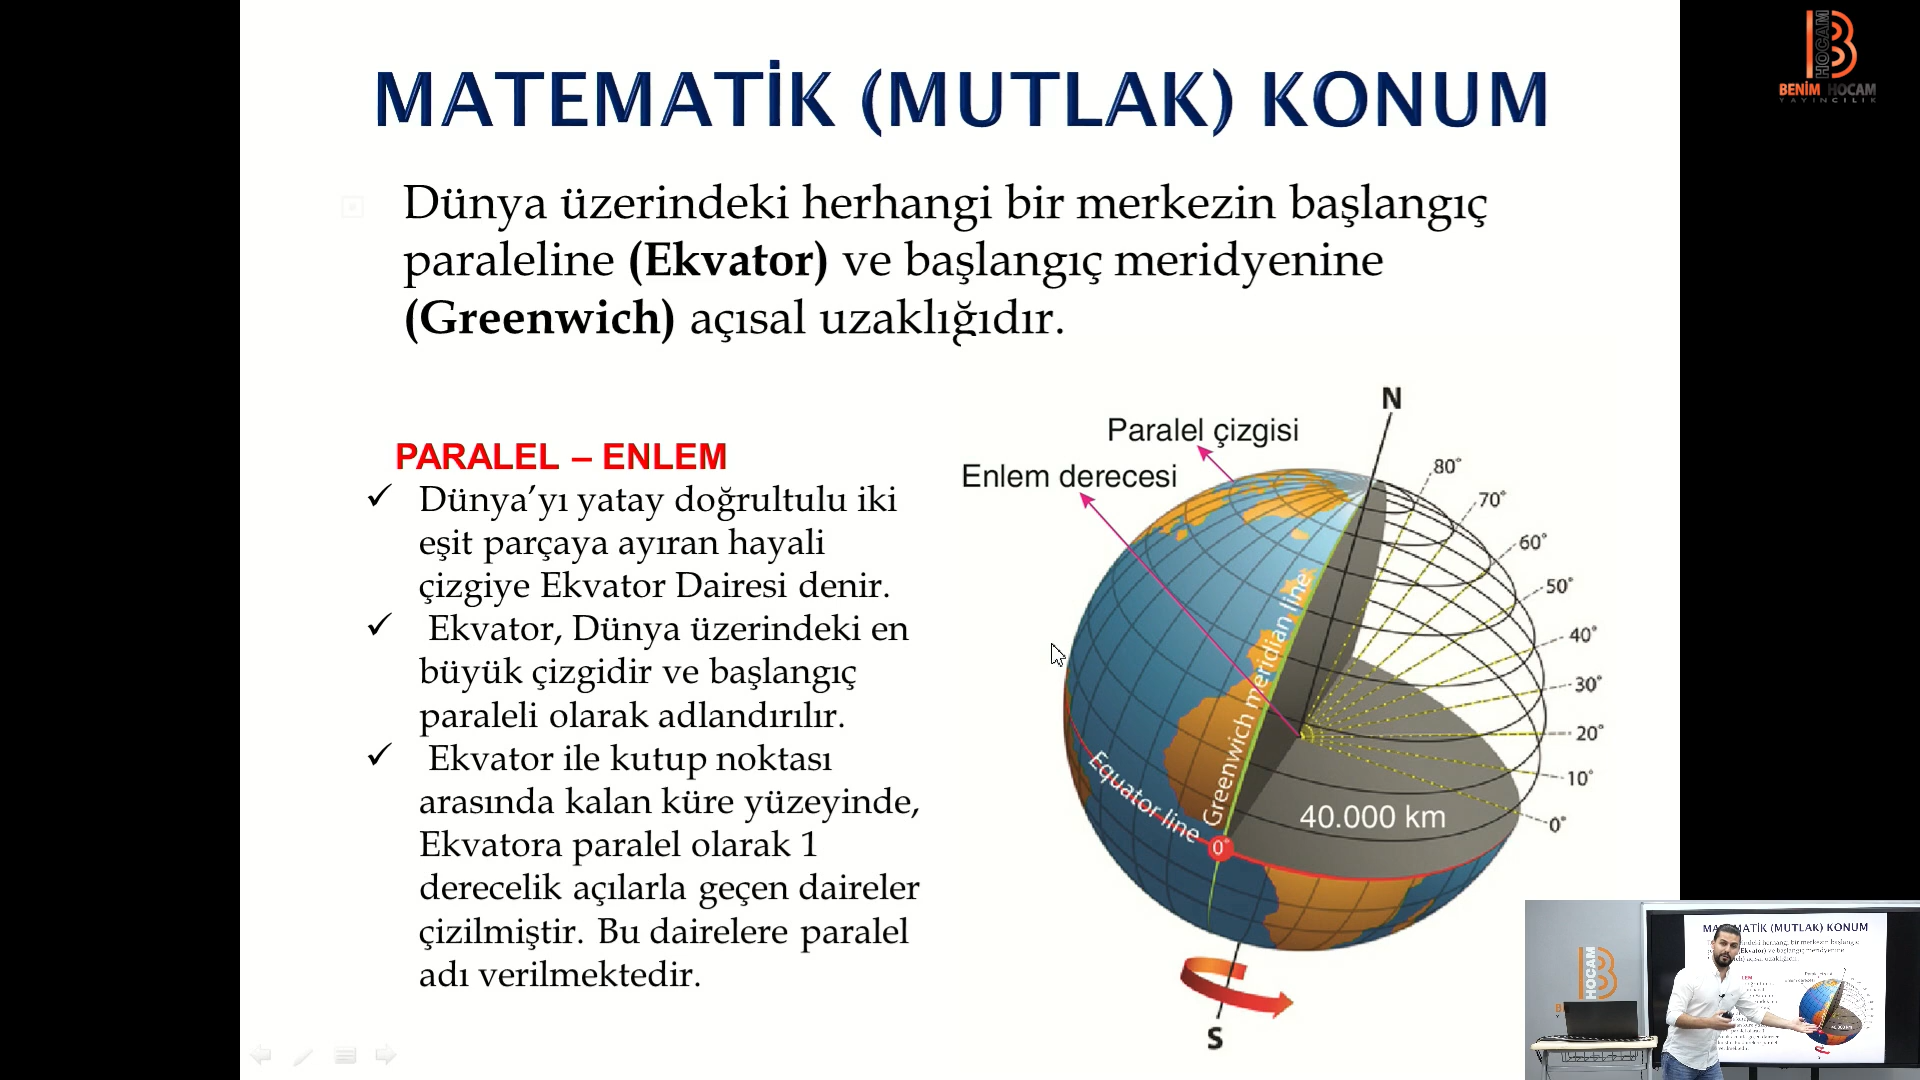 BENİM HOCAM
YAYINCILIK
MATEMATİK (MUTLAK) KONUM
Dünya üzerindeki herhangi bir merkezin başlangıç
paraleline (Ekvator) ve başlangıç meridyenine
(Greenwich) açısal uzaklığıdır.
PARALEL – ENLEM
✓ Dünya’yı yatay doğrultulu iki
eşit parçaya ayıran hayali
çizgiye Ekvator Dairesi denir.
✓ Ekvator, Dünya üzerindeki en
büyük çizgidir ve başlangıç
paraleli olarak adlandırılır.
✓ Ekvator ile kutup noktası
arasında kalan küre yüzeyinde,
Ekvatora paralel olarak 1
derecelik açılarla geçen daireler
çizilmiştir. Bu dairelere paralel
adı verilmektedir.
N
Paralel çizgisi
Enlem derecesi
80°
70°
60°
50°
40°
30°
20°
10°
0°
Greenwich meridian line
Equator line
0°
40.000 km
S
HOCAM
MATEMATİK (MUTLAK) KONUM